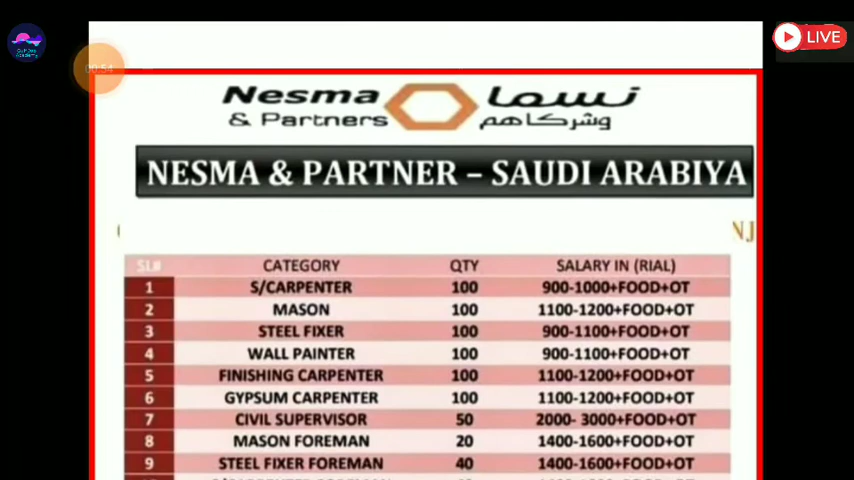 LIVE
00:54
Nesma نسما
& Partners وشركاهم
NESMA & PARTNER – SAUDI ARABIYA
NJ
SL# CATEGORY QTY SALARY IN (RIAL)
1 S/CARPENTER 100 900-1000+FOOD+OT
2 MASON 100 1100-1200+FOOD+OT
3 STEEL FIXER 100 900-1100+FOOD+OT
4 WALL PAINTER 100 900-1100+FOOD+OT
5 FINISHING CARPENTER 100 1100-1200+FOOD+OT
6 GYPSUM CARPENTER 100 1100-1200+FOOD+OT
7 CIVIL SUPERVISOR 50 2000- 3000+FOOD+OT
8 MASON FOREMAN 20 1400-1600+FOOD+OT
9 STEEL FIXER FOREMAN 40 1400-1600+FOOD+OT